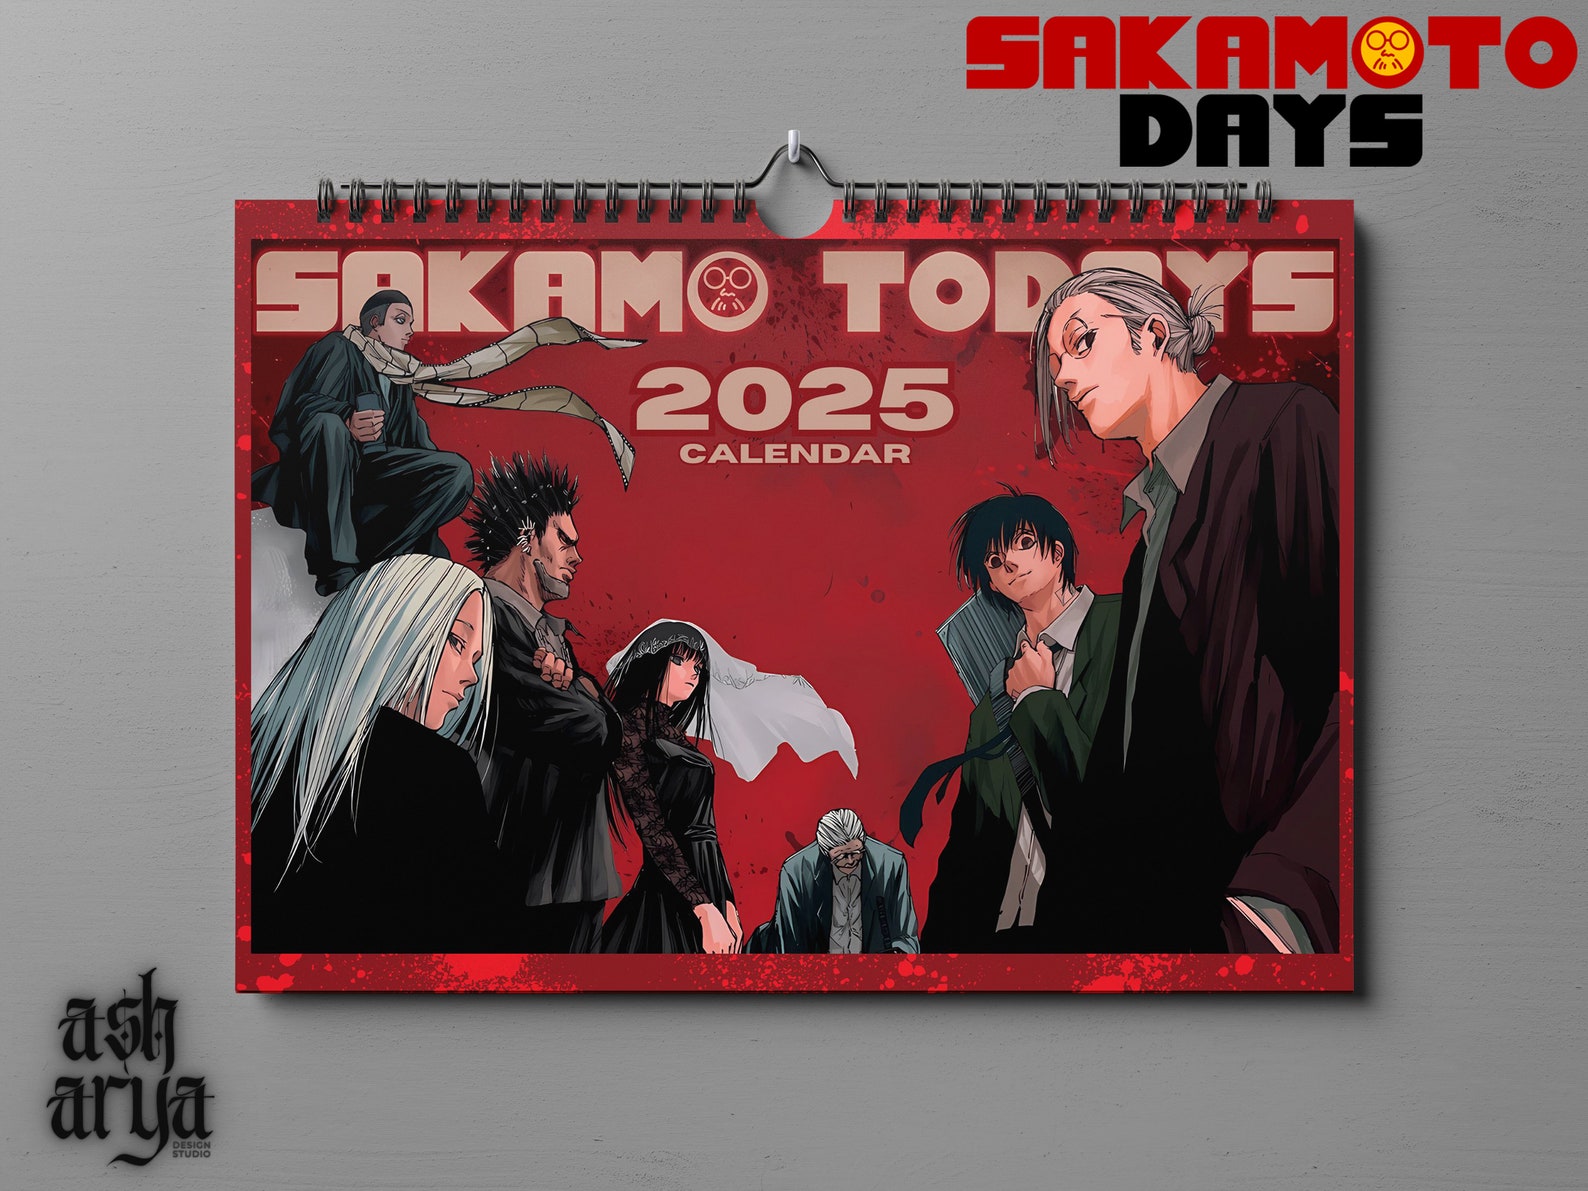 SAKAMOTO
DAYS
SAKAMO TODAYS
2025
CALENDAR
ash
arya
DESIGN
STUDIO